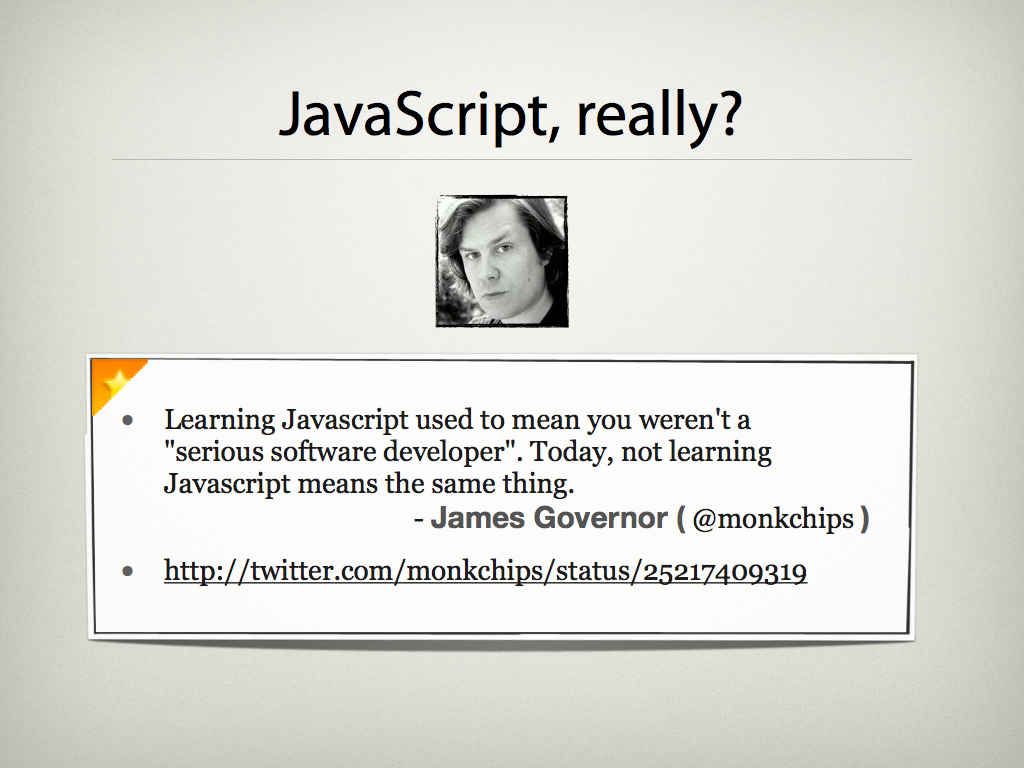 JavaScript, really?
• Learning Javascript used to mean you weren't a
"serious software developer". Today, not learning
Javascript means the same thing.
- James Governor ( @monkchips )
• http://twitter.com/monkchips/status/25217409319